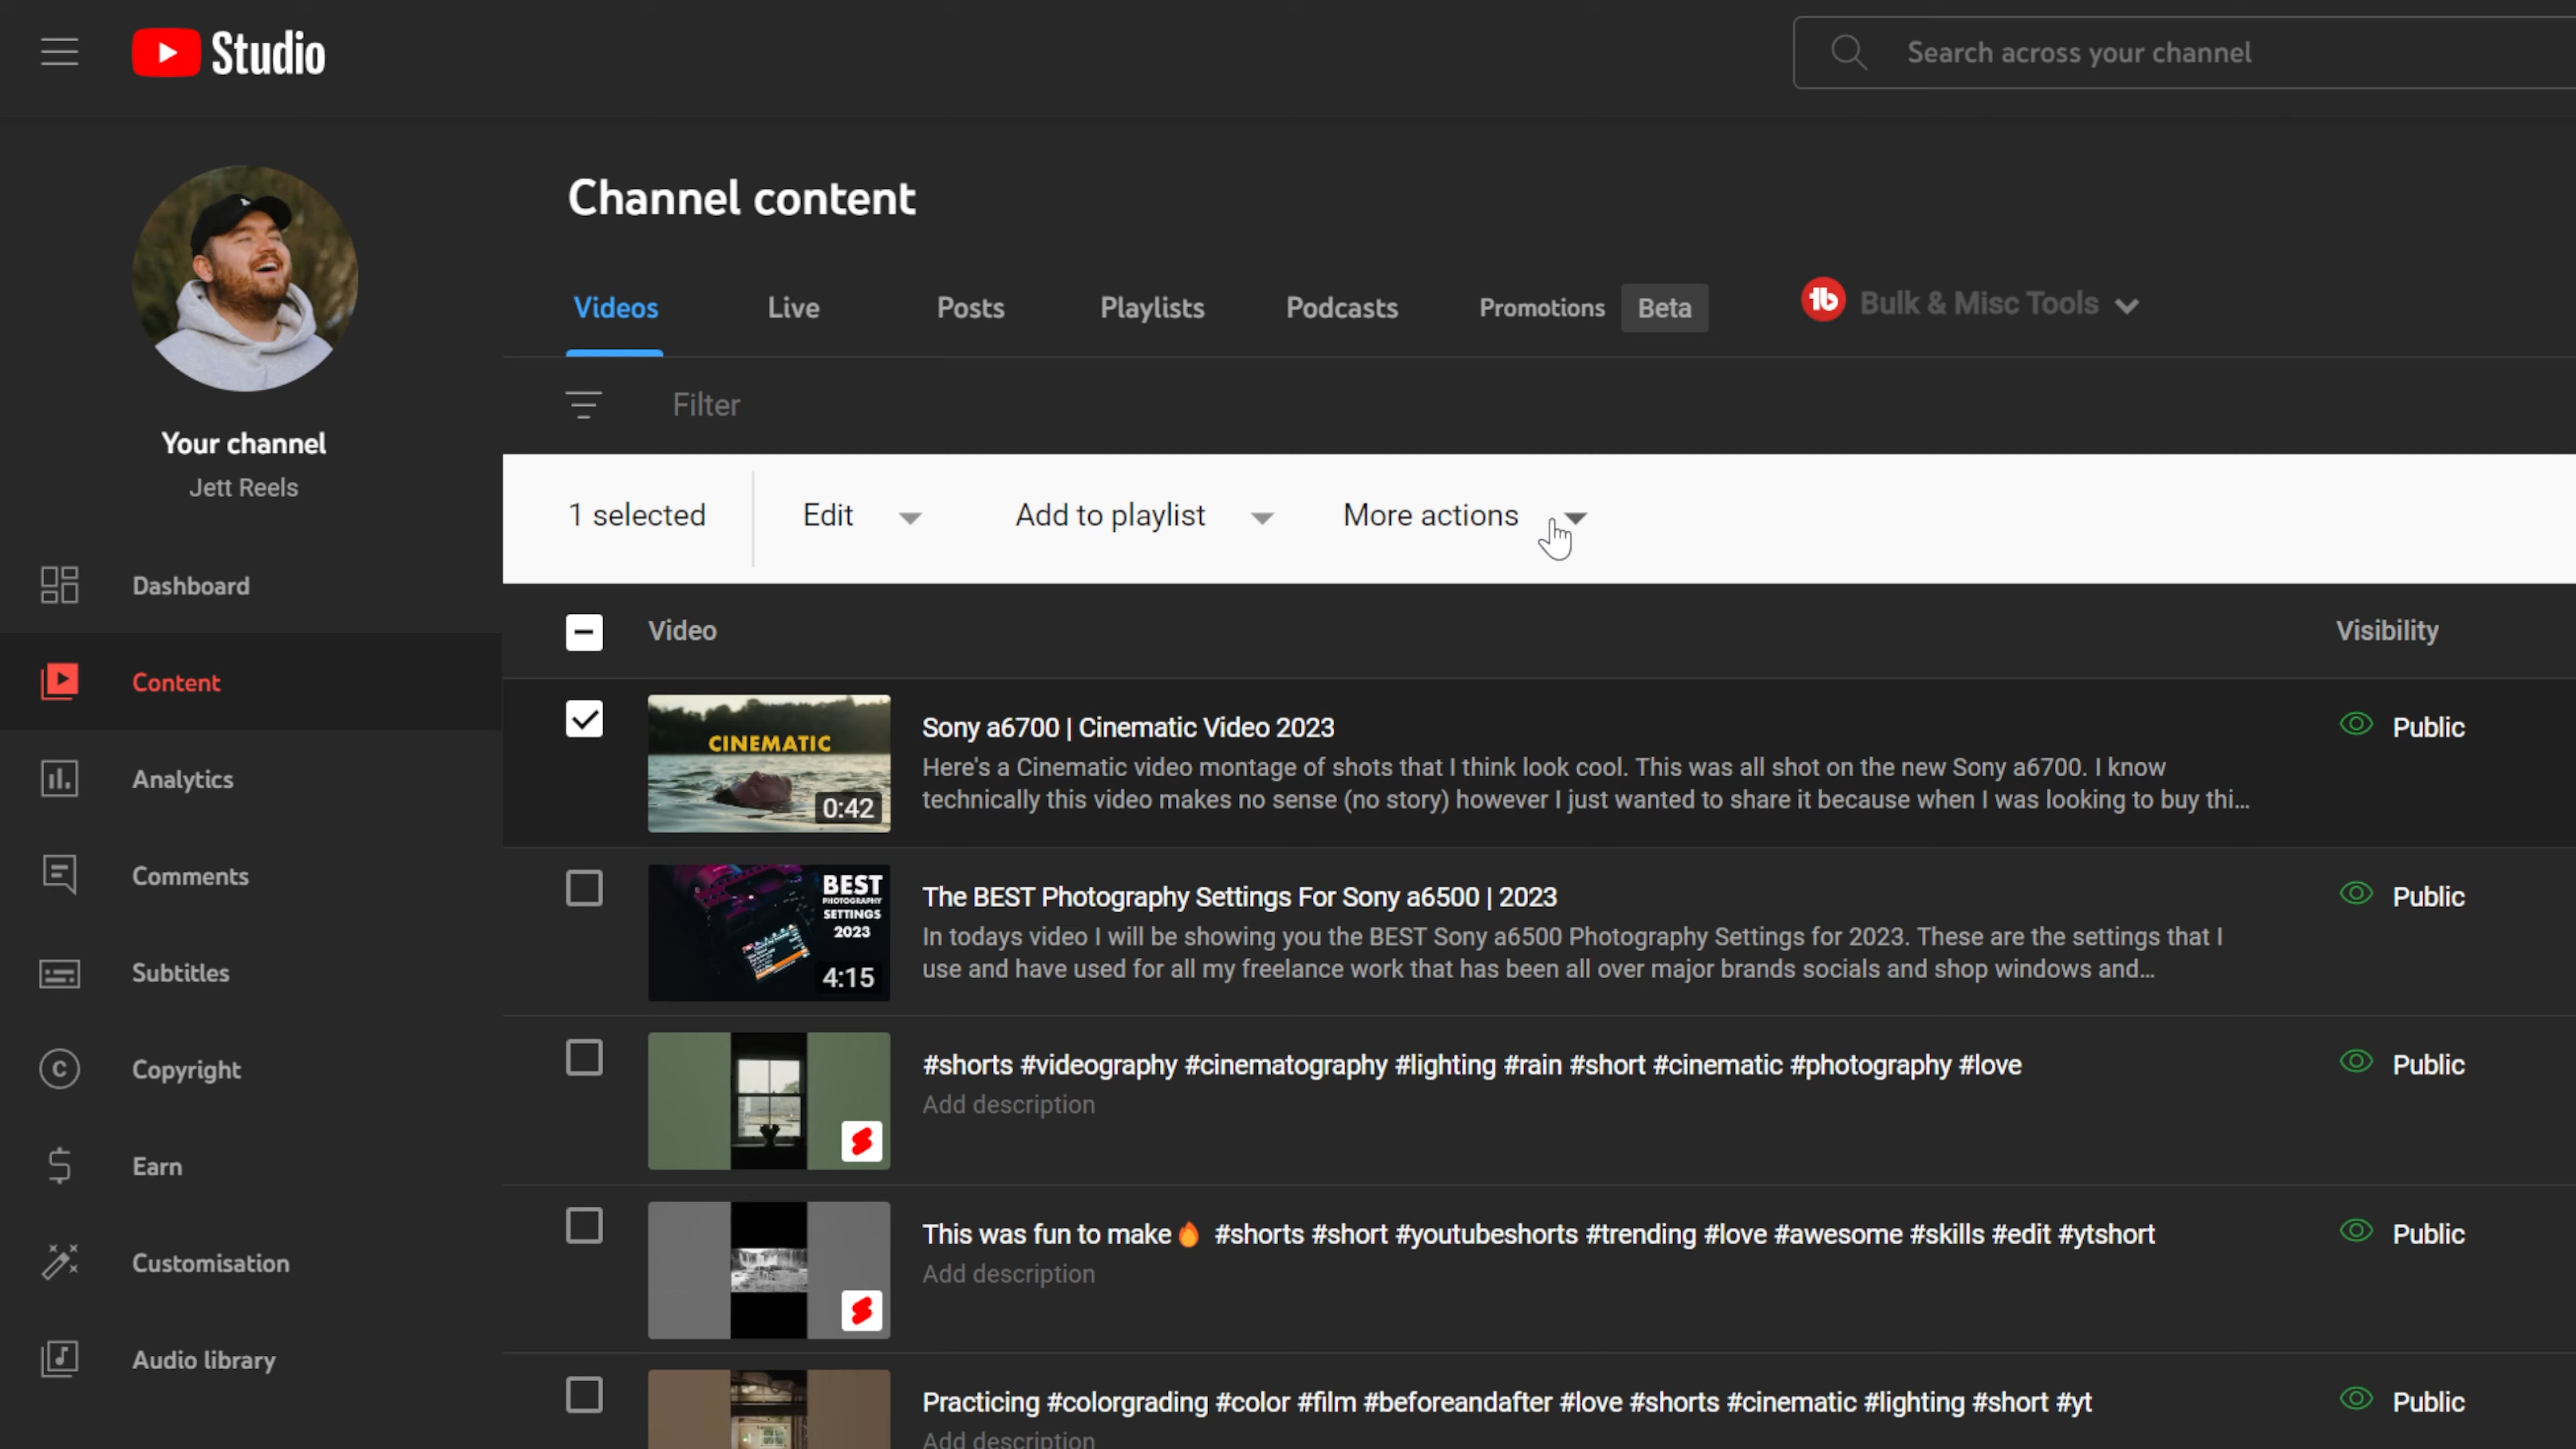 Studio
Search across your channel
Channel content
Videos
Live
Posts
Playlists
Podcasts
Promotions
Beta
Bulk & Misc Tools
Filter
Your channel
Jett Reels
1 selected
Edit
Add to playlist
More actions
Dashboard
Content
Analytics
Comments
Subtitles
Copyright
Earn
Customisation
Audio library
Video
Visibility
CINEMATIC
0:42
Sony a6700 | Cinematic Video 2023
Here's a Cinematic video montage of shots that I think look cool. This was all shot on the new Sony a6700. I know
technically this video makes no sense (no story) however I just wanted to share it because when I was looking to buy thi...
Public
BEST
PHOTOGRAPHY
SETTINGS
2023
4:15
The BEST Photography Settings For Sony a6500 | 2023
In todays video I will be showing you the BEST Sony a6500 Photography Settings for 2023. These are the settings that I
use and have used for all my freelance work that has been all over major brands socials and shop windows and...
Public
#shorts #videography #cinematography #lighting #rain #short #cinematic #photography #love
Add description
Public
This was fun to make🔥 #shorts #short #youtubeshorts #trending #love #awesome #skills #edit #ytshort
Add description
Public
Practicing #colorgrading #color #film #beforeandafter #love #shorts #cinematic #lighting #short #yt
Add description
Public